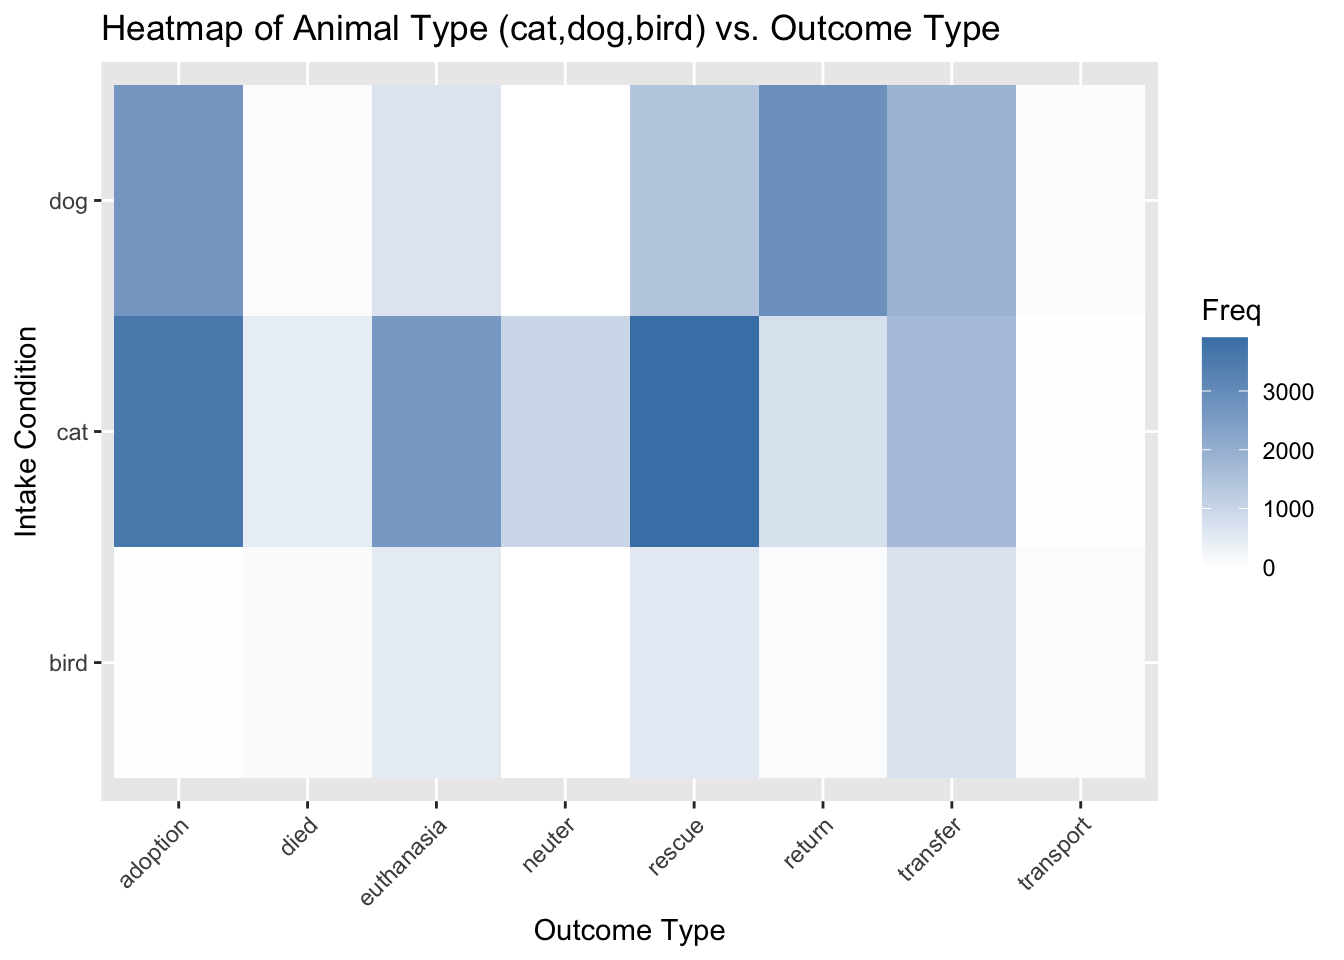 Heatmap of Animal Type (cat,dog,bird) vs. Outcome Type
Intake Condition
dog
cat
bird
adoption
died
euthanasia
neuter
rescue
return
transfer
transport
Outcome Type
Freq
3000
2000
1000
0